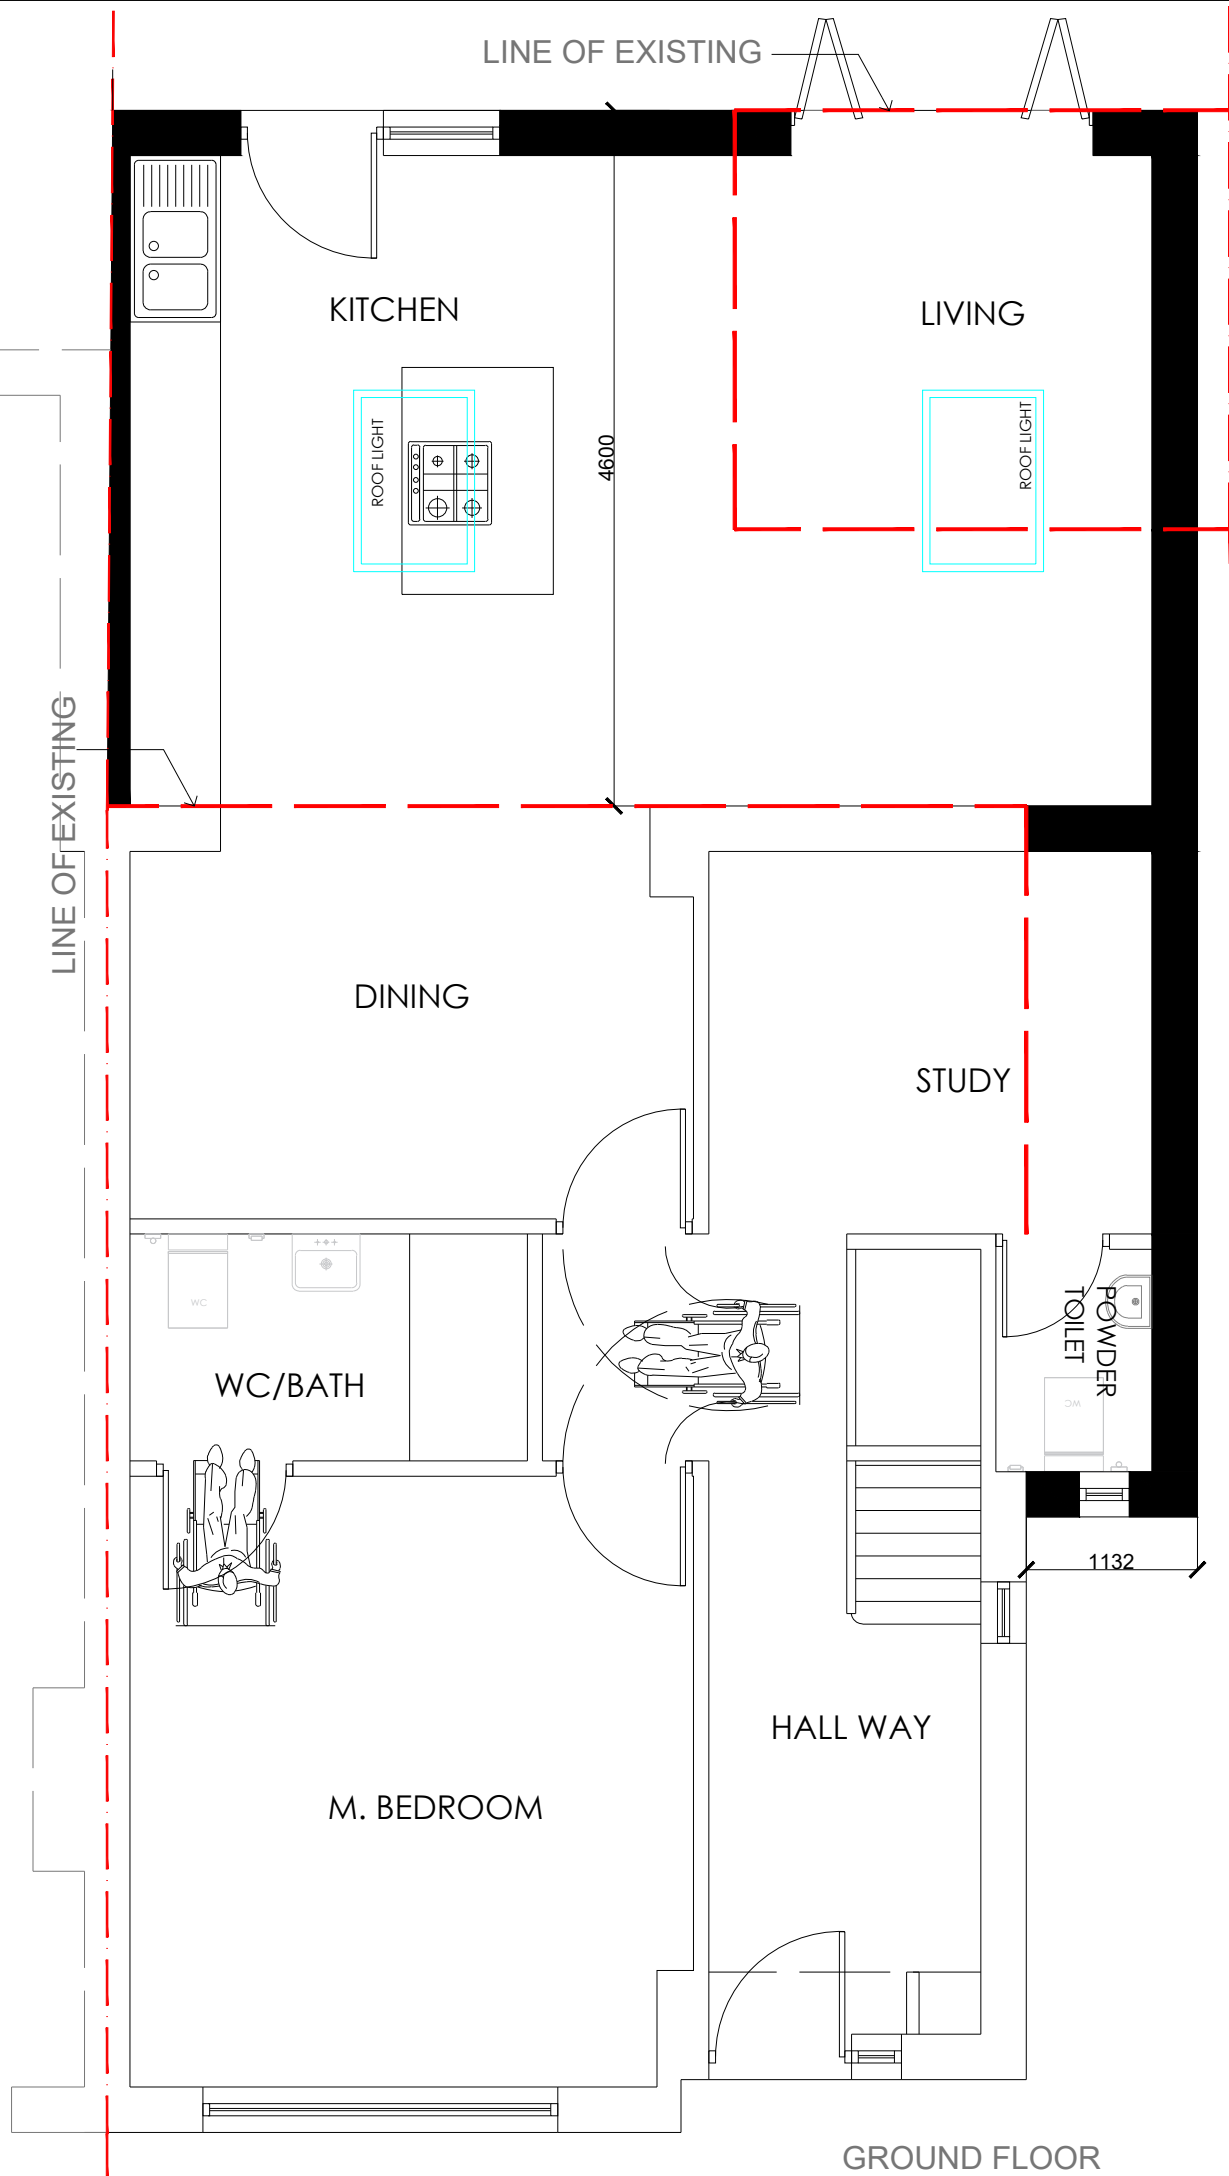 LINE OF EXISTING
KITCHEN
LIVING
ROOF LIGHT
ROOF LIGHT
4600
LINE OF EXISTING
DINING
STUDY
WC
POWDER
TOILET
WC/BATH
WC
1132
HALL WAY
M. BEDROOM
GROUND FLOOR